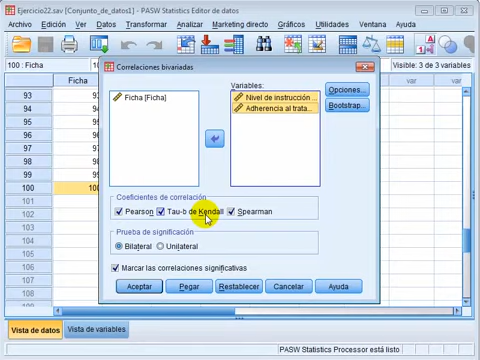 Ejercicio22.sav [Conjunto_de_datos1] - PASW Statistics Editor de datos
Archivo Edición Ver Datos Transformar Analizar Marketing directo Gráficos Utilidades Ventana Ayuda
100 : Ficha
Visible: 3 de 3 variables
Ficha
var
var
93
94
95
96
97
98
99
100
101
102
103
104
105
106
107
108
Correlaciones bivariadas
Ficha [Ficha]
Variables:
Nivel de instrucción ...
Adherencia al trata...
Opciones...
Bootstrap...
Coeficientes de correlación
Pearson Tau-b de Kendall Spearman
Prueba de significación
Bilateral Unilateral
Marcar las correlaciones significativas
Aceptar Pegar Restablecer Cancelar Ayuda
Vista de datos Vista de variables
PASW Statistics Processor está listo